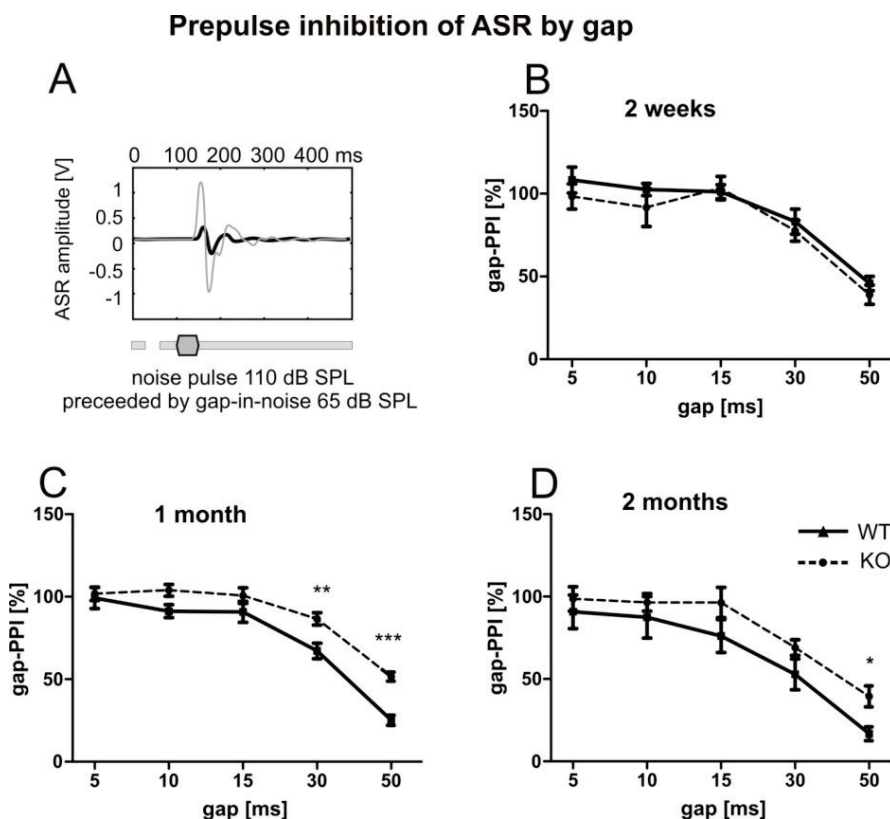 Prepulse inhibition of ASR by gap
A
0 100 200 300 400 ms
ASR amplitude [V]
1
0.5
0
-0.5
-1
noise pulse 110 dB SPL
preceeded by gap-in-noise 65 dB SPL
B
2 weeks
gap-PPI [%]
150
100
50
0
5 10 15 30 50
gap [ms]
C
1 month
gap-PPI [%]
150
100
50
0
**
***
5 10 15 30 50
gap [ms]
D
2 months
WT
KO
gap-PPI [%]
150
100
50
0
*
5 10 15 30 50
gap [ms]